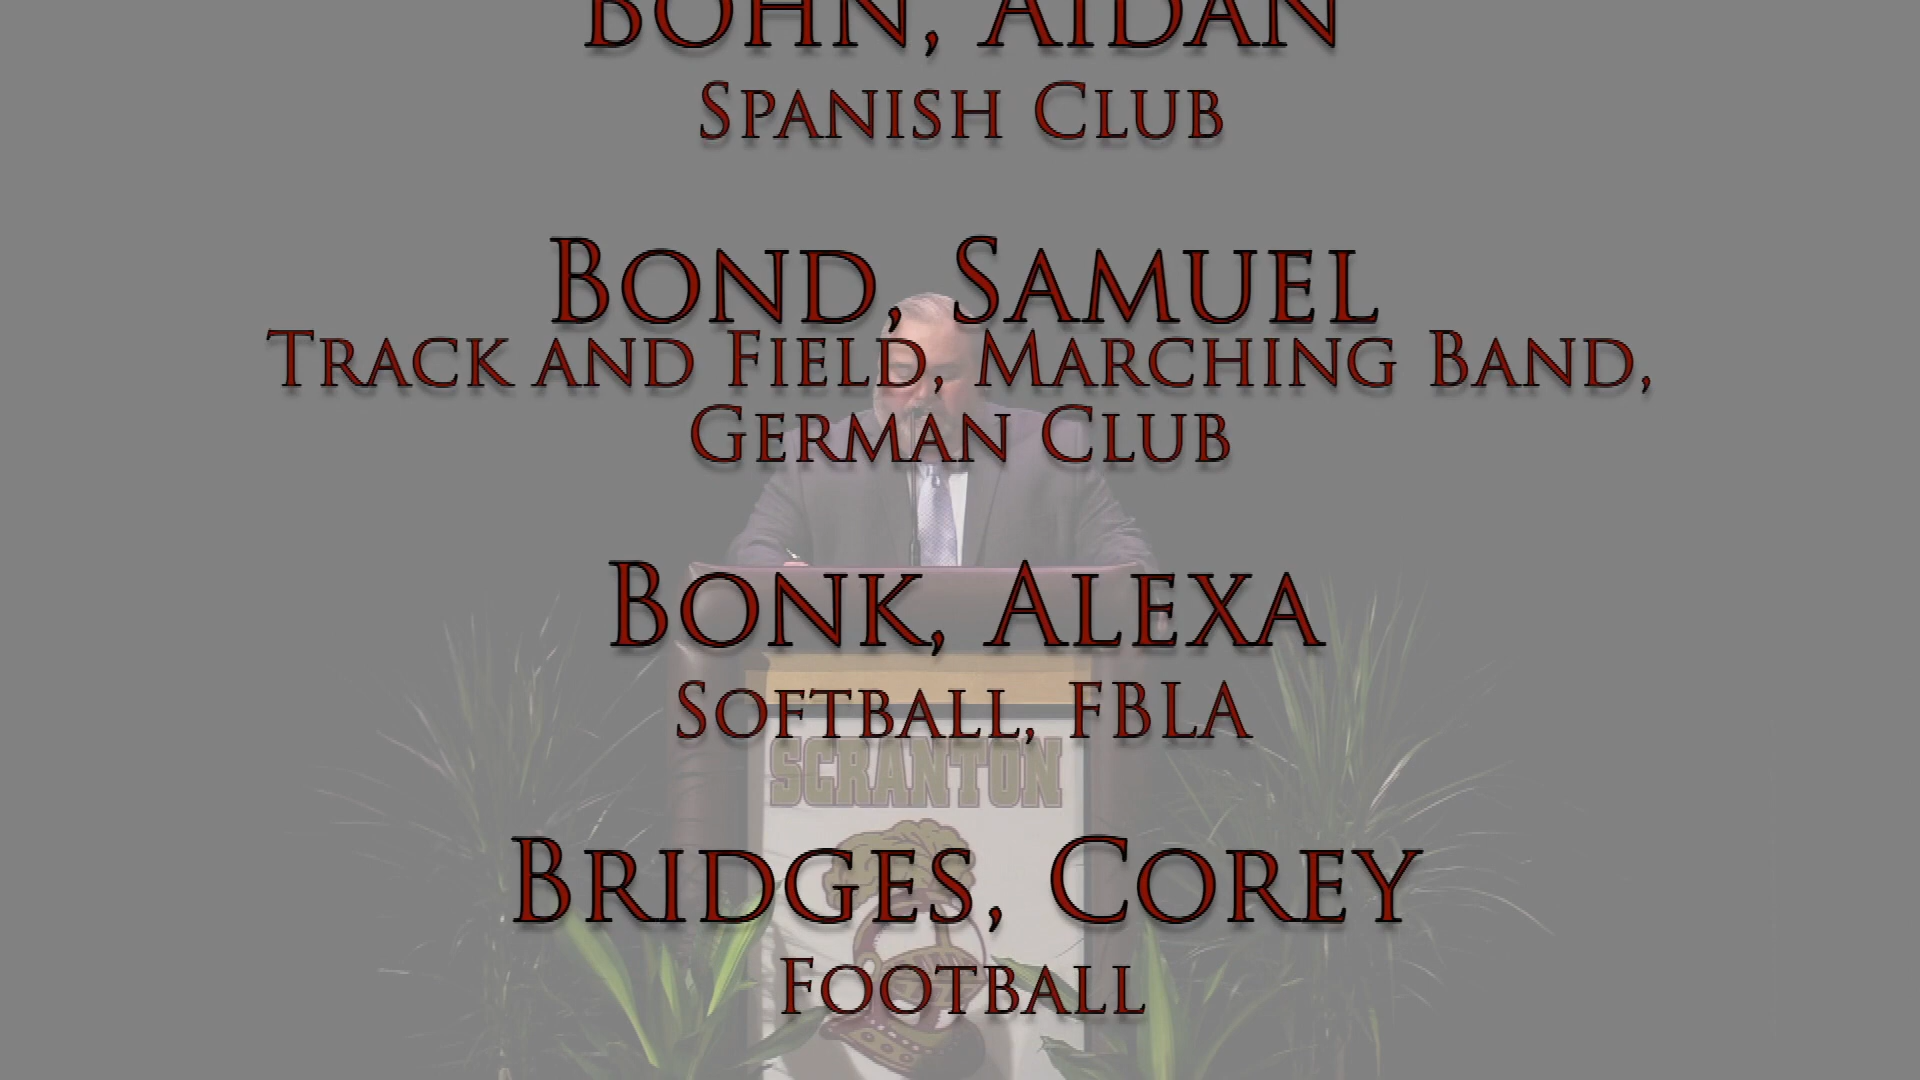 Bohn, Aidan
Spanish Club
Bond, Samuel
Track and Field, Marching Band,
German Club
Bonk, Alexa
Softball, FBLA
SCRANTON
Bridges, Corey
Football